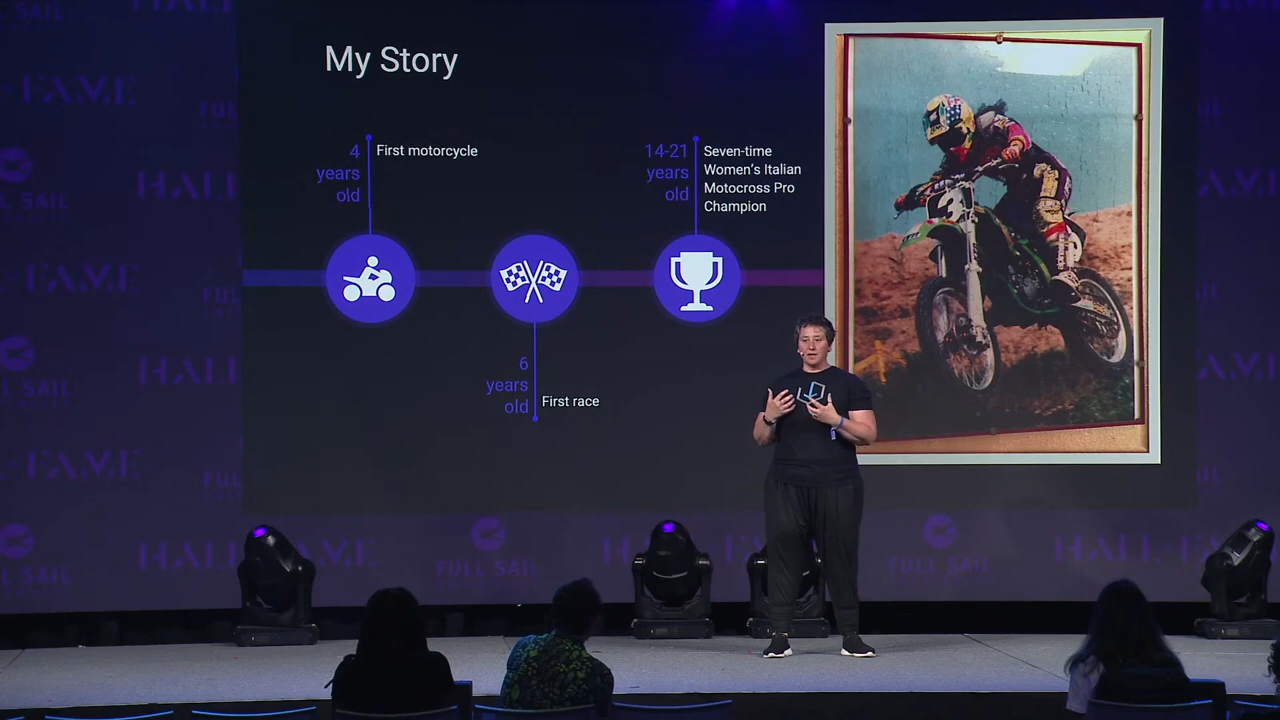 My Story
4
years
old
First motorcycle
6
years
old
First race
14-21
years
old
Seven-time
Women's Italian
Motocross Pro
Champion
3
HALL OF FAME
FULL SAIL